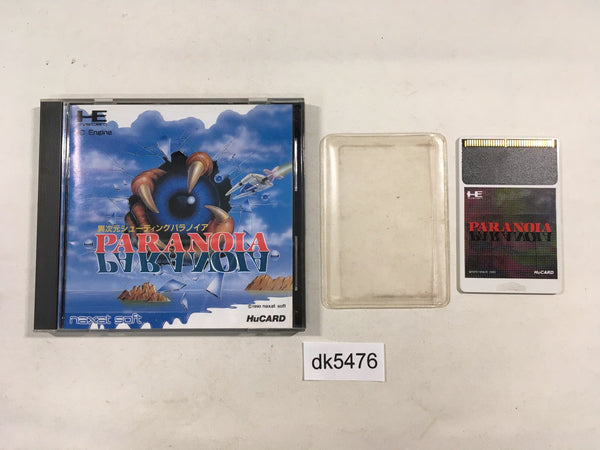 HE
SYSTEM
PC Engine
異次元シューティングパラノイア
PARANOIA
PARANOIA
©1990 naxat soft
naxat soft
HuCARD
HE
PARANOIA
PARANOIA
HuCARD
dk5476